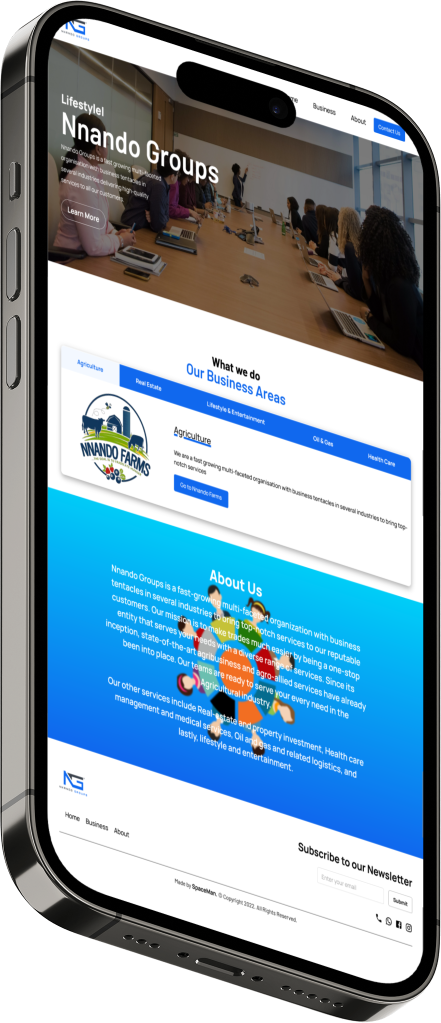 NG
NNANDO GROUPS
Home
Business
About
Contact Us
Lifestyle|
Nnando Groups
Nnando Groups is a fast growing multi-faceted
organisation with business tentacles in
several industries delivering high-quality
services to all our customers
Learn More
What we do
Our Business Areas
Agriculture
Real Estate
Lifestyle & Entertainment
Oil & Gas
Health Care
NNANDO FARMS
Agriculture
We are a fast growing multi-faceted organisation with business tentacles in several industries to bring top-
notch services
Go to Nnando Farms
About Us
Nnando Groups is a fast-growing multi-faceted organization with business
tentacles in several industries to bring top-notch services to our reputable
customers. Our mission is to make trades much easier by being a one-stop
entity that serves your needs with a diverse range of services. Since its
inception, state-of-the-art agribusiness and agro-allied services have already
been into place. Our teams are ready to serve your every need in the
Agricultural industry.
Our other services include Real-estate and property investment, Health care
management and medical services, Oil and gas and related logistics, and
lastly, lifestyle and entertainment.
NG
NNANDO GROUPS
Home
Business
About
Subscribe to our Newsletter
Enter your email
Submit
Made by SpaceMan. © Copyright 2022. All Rights Reserved.